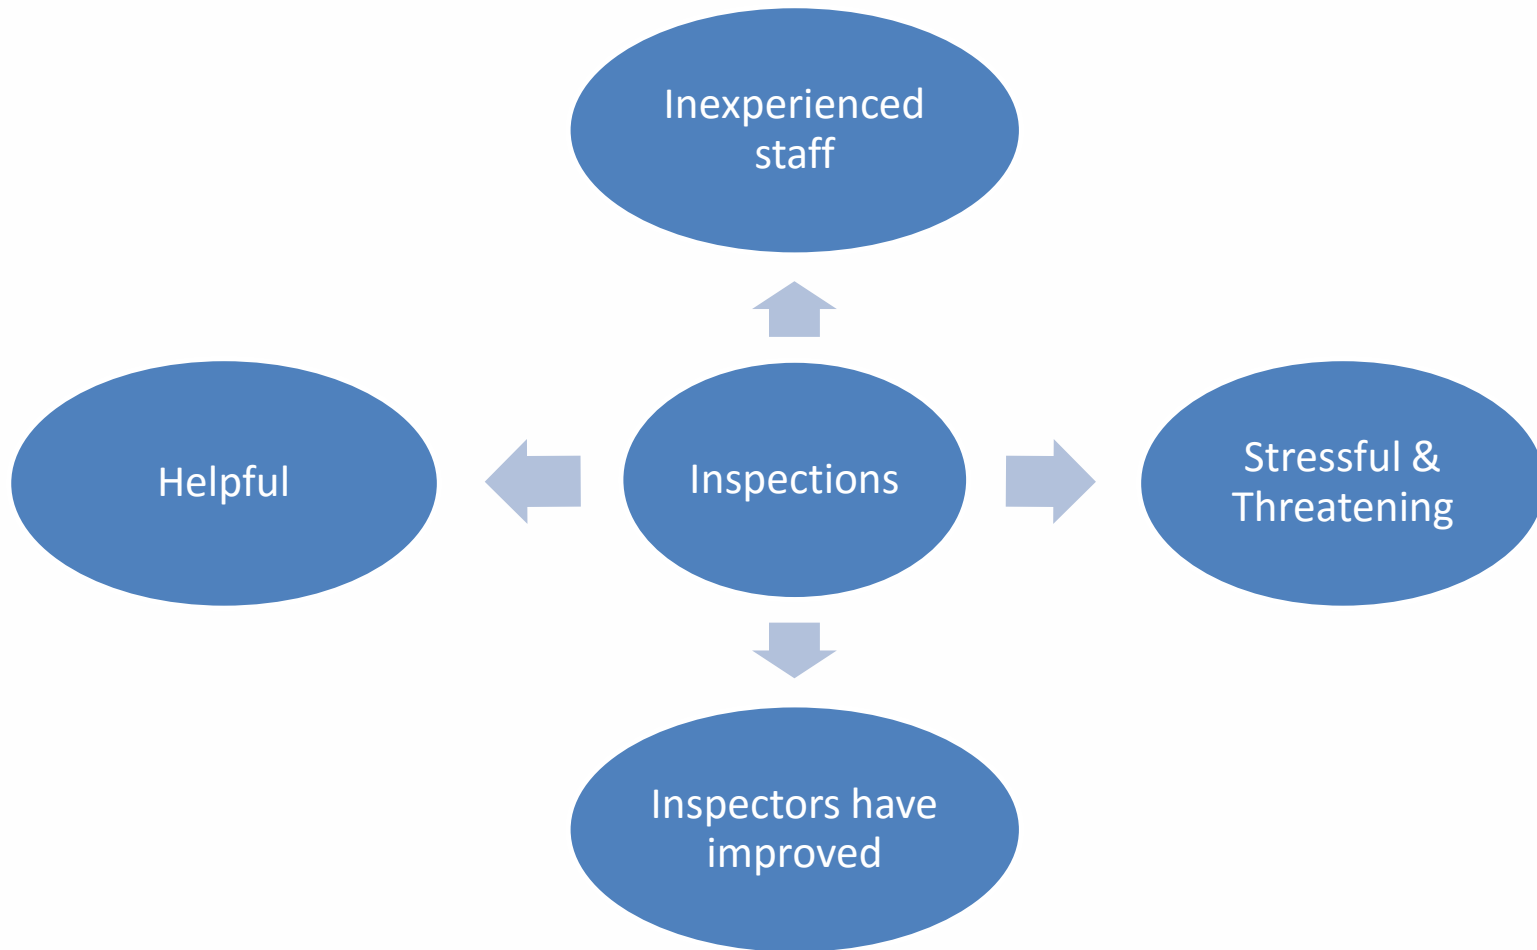 Inexperienced
staff
Helpful
Inspections
Stressful &
Threatening
Inspectors have
improved